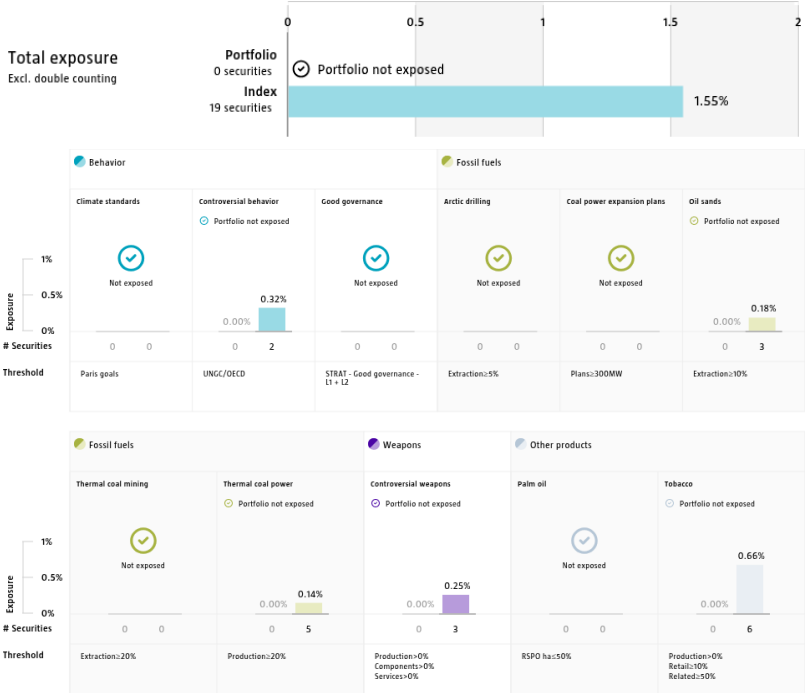 0 0.5 1 1.5 2
Total exposure
Excl. double counting
Portfolio
0 securities
Portfolio not exposed
Index
19 securities
1.55%
Behavior
Fossil fuels
Climate standards
Controversial behavior
Good governance
Arctic drilling
Coal power expansion plans
Oil sands
Portfolio not exposed
Portfolio not exposed
Not exposed
Not exposed
Not exposed
Not exposed
Exposure
1%
0.5%
0%
0.00%
0.32%
0.00%
0.18%
# Securities
0 0 0 2 0 0 0 0 0 0 0 3
Threshold
Paris goals
UNGC/OECD
STRAT - Good governance -
L1 + L2
Extraction≥5%
Plans≥300MW
Extraction≥10%
Fossil fuels
Weapons
Other products
Thermal coal mining
Thermal coal power
Controversial weapons
Palm oil
Tobacco
Portfolio not exposed
Portfolio not exposed
Portfolio not exposed
Not exposed
Not exposed
Exposure
1%
0.5%
0%
0.00%
0.14%
0.00%
0.25%
0.00%
0.66%
# Securities
0 0 0 5 0 3 0 0 0 6
Threshold
Extraction≥20%
Production≥20%
Production>0%
Components>0%
Services>0%
RSPO ha≤50%
Production>0%
Retail≥10%
Related≥50%